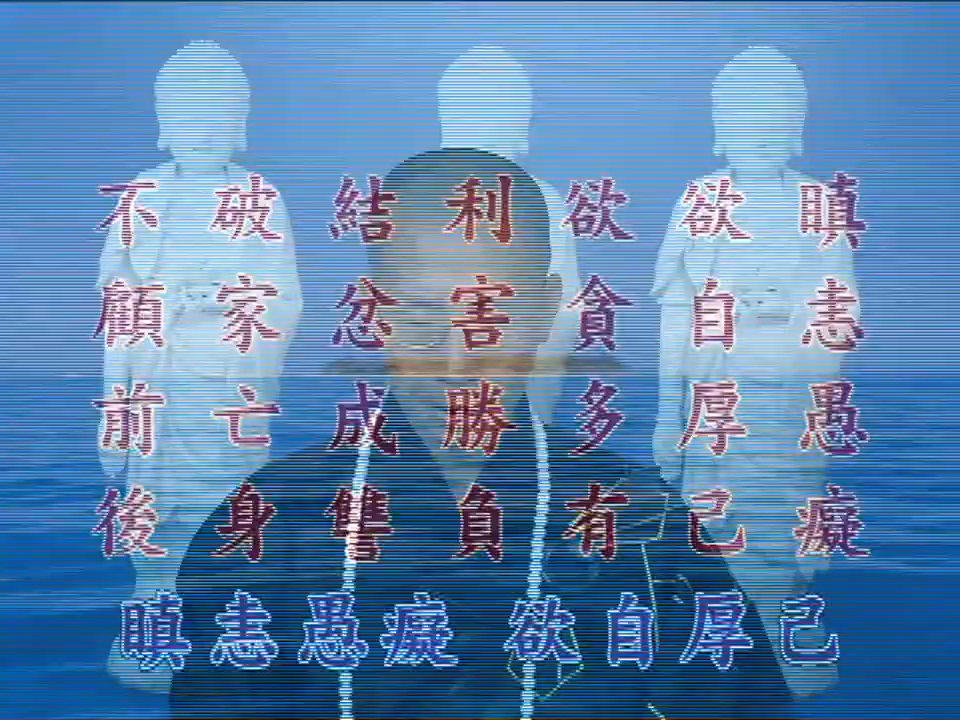 瞋恚愚癡
欲自厚己
欲貪多有
利害勝負
結忿成讐
破家亡身
不顧前後
瞋恚愚癡 欲自厚己